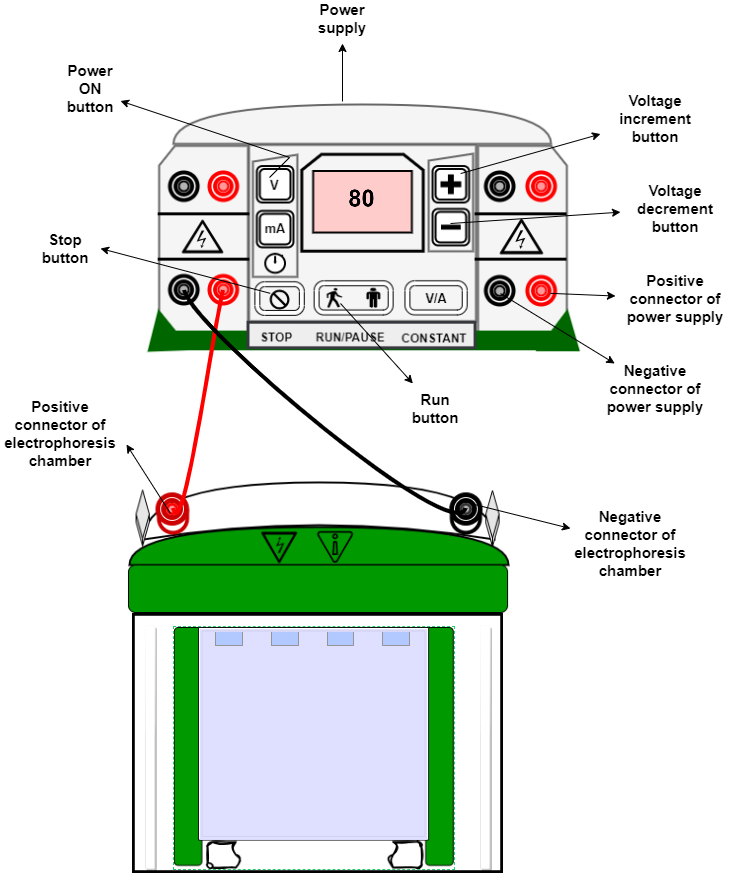 Power
supply
Power
ON
button
Voltage
increment
button
V
80
mA
Voltage
decrement
button
Stop
button
Positive
connector of
power supply
V/A
STOP
RUN/PAUSE
CONSTANT
Negative
connector of
power supply
Run
button
Positive
connector of
electrophoresis
chamber
Negative
connector of
electrophoresis
chamber